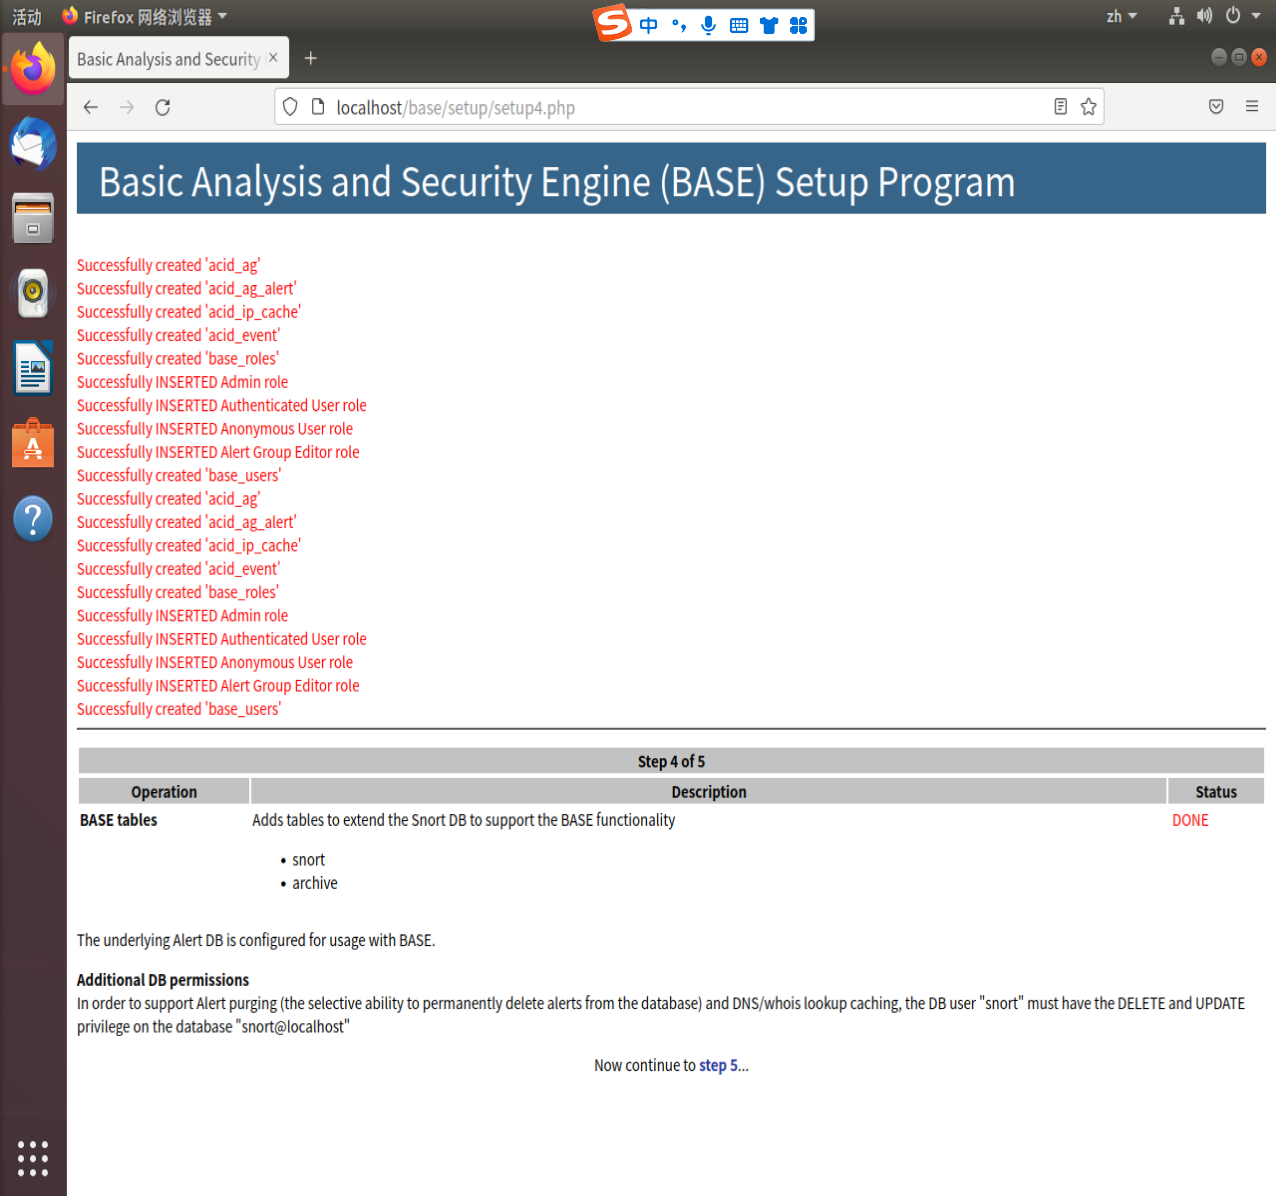 活动
Firefox 网络浏览器
中
zh
Basic Analysis and Security
localhost/base/setup/setup4.php
Basic Analysis and Security Engine (BASE) Setup Program
Successfully created 'acid_ag'
Successfully created 'acid_ag_alert'
Successfully created 'acid_ip_cache'
Successfully created 'acid_event'
Successfully created 'base_roles'
Successfully INSERTED Admin role
Successfully INSERTED Authenticated User role
Successfully INSERTED Anonymous User role
Successfully INSERTED Alert Group Editor role
Successfully created 'base_users'
Successfully created 'acid_ag'
Successfully created 'acid_ag_alert'
Successfully created 'acid_ip_cache'
Successfully created 'acid_event'
Successfully created 'base_roles'
Successfully INSERTED Admin role
Successfully INSERTED Authenticated User role
Successfully INSERTED Anonymous User role
Successfully INSERTED Alert Group Editor role
Successfully created 'base_users'
Step 4 of 5
Operation Description Status
BASE tables Adds tables to extend the Snort DB to support the BASE functionality DONE
• snort
• archive
The underlying Alert DB is configured for usage with BASE.
Additional DB permissions
In order to support Alert purging (the selective ability to permanently delete alerts from the database) and DNS/whois lookup caching, the DB user "snort" must have the DELETE and UPDATE
privilege on the database "snort@localhost"
Now continue to step 5...